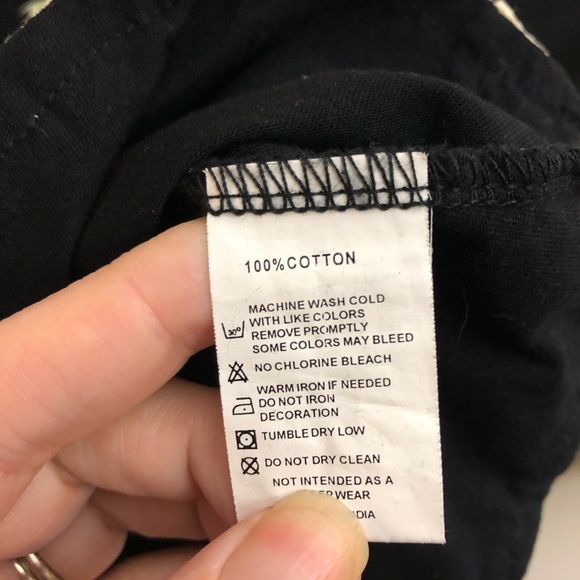 100%COTTON
MACHINE WASH COLD
WITH LIKE COLORS
30°
REMOVE PROMPTLY
SOME COLORS MAY BLEED
NO CHLORINE BLEACH
WARM IRON IF NEEDED
DO NOT IRON
DECORATION
TUMBLE DRY LOW
DO NOT DRY CLEAN
NOT INTENDED AS A
WEAR